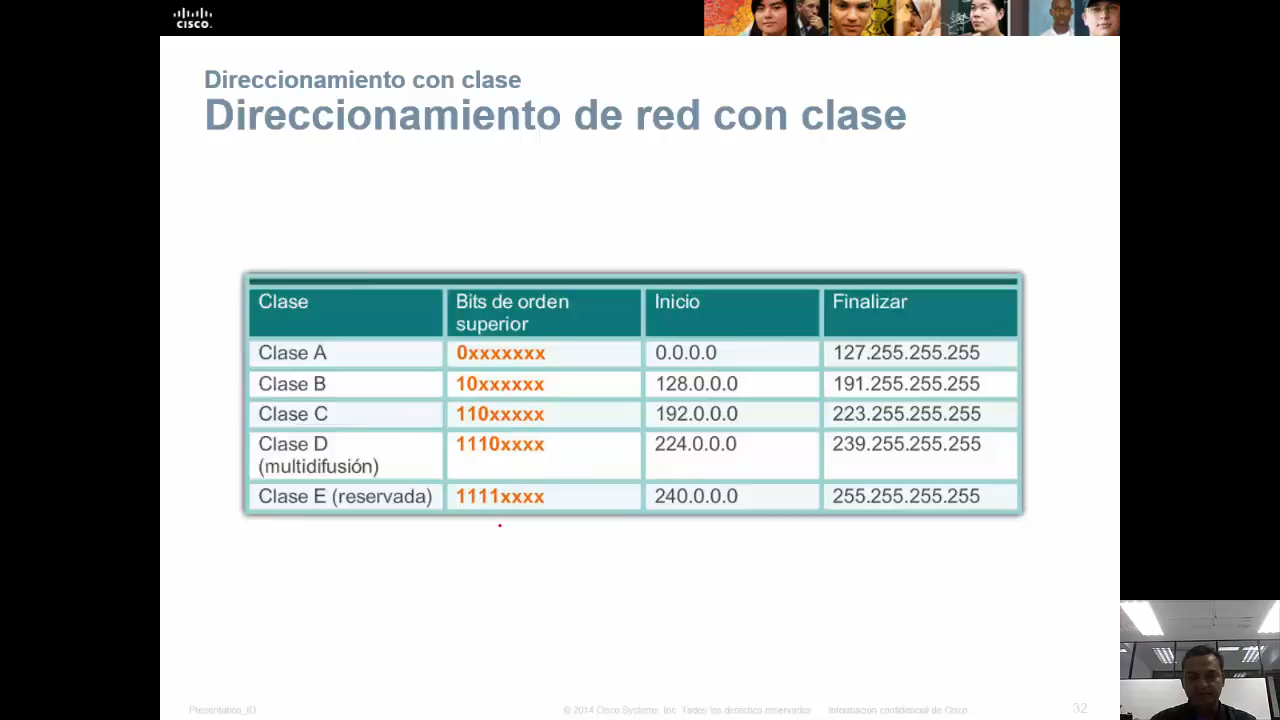 CISCO.
Direccionamiento con clase
Direccionamiento de red con clase
Clase Bits de orden superior Inicio Finalizar
Clase A 0xxxxxxx 0.0.0.0 127.255.255.255
Clase B 10xxxxxx 128.0.0.0 191.255.255.255
Clase C 110xxxxx 192.0.0.0 223.255.255.255
Clase D (multidifusión) 1110xxxx 224.0.0.0 239.255.255.255
Clase E (reservada) 1111xxxx 240.0.0.0 255.255.255.255
Presentation_ID © 2014 Cisco Systems, Inc. Todos los derechos reservados Información confidencial de Cisco 32